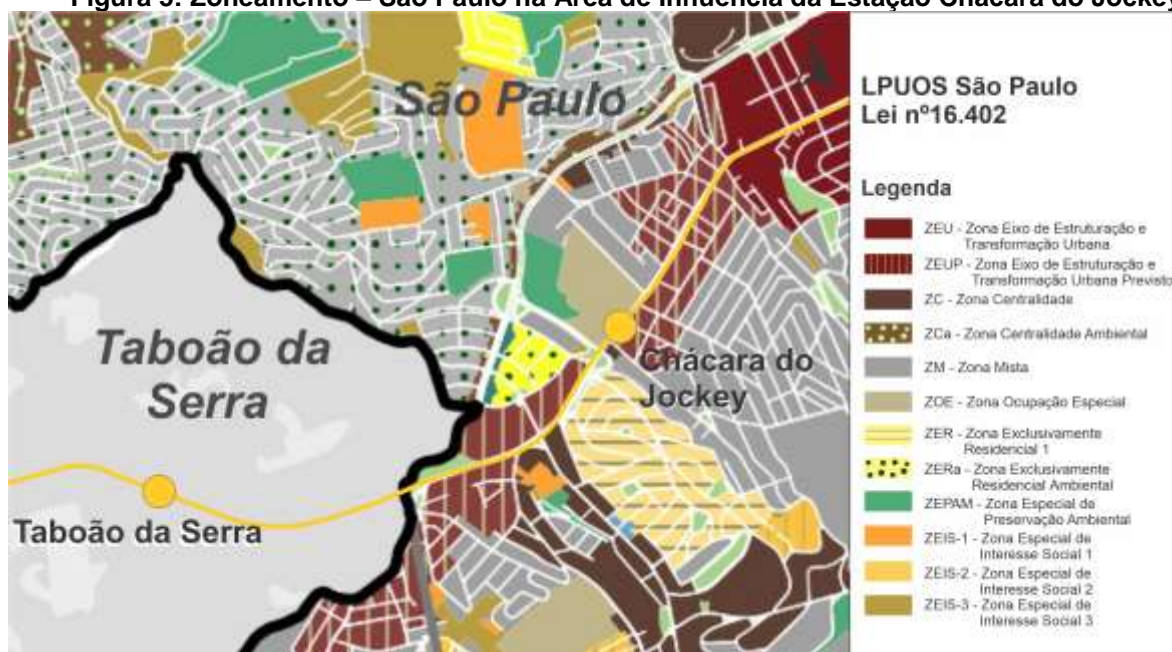 Figura 5: Zoneamento – São Paulo na Área de Influência da Estação Chácara do Jockey
São Paulo
Taboão da
Serra
Chácara do
Jockey
Taboão da Serra
LPUOS São Paulo
Lei nº16.402
Legenda
ZEU - Zona Eixo de Estruturação e
Transformação Urbana
ZEUP - Zona Eixo de Estruturação e
Transformação Urbana Previsto
ZC - Zona Centralidade
ZCa - Zona Centralidade Ambiental
ZM - Zona Mista
ZOE - Zona Ocupação Especial
ZER - Zona Exclusivamente
Residencial 1
ZERa - Zona Exclusivamente
Residencial Ambiental
ZEPAM - Zona Especial de
Preservação Ambiental
ZEIS-1 - Zona Especial de
Interesse Social 1
ZEIS-2 - Zona Especial de
Interesse Social 2
ZEIS-3 - Zona Especial de
Interesse Social 3